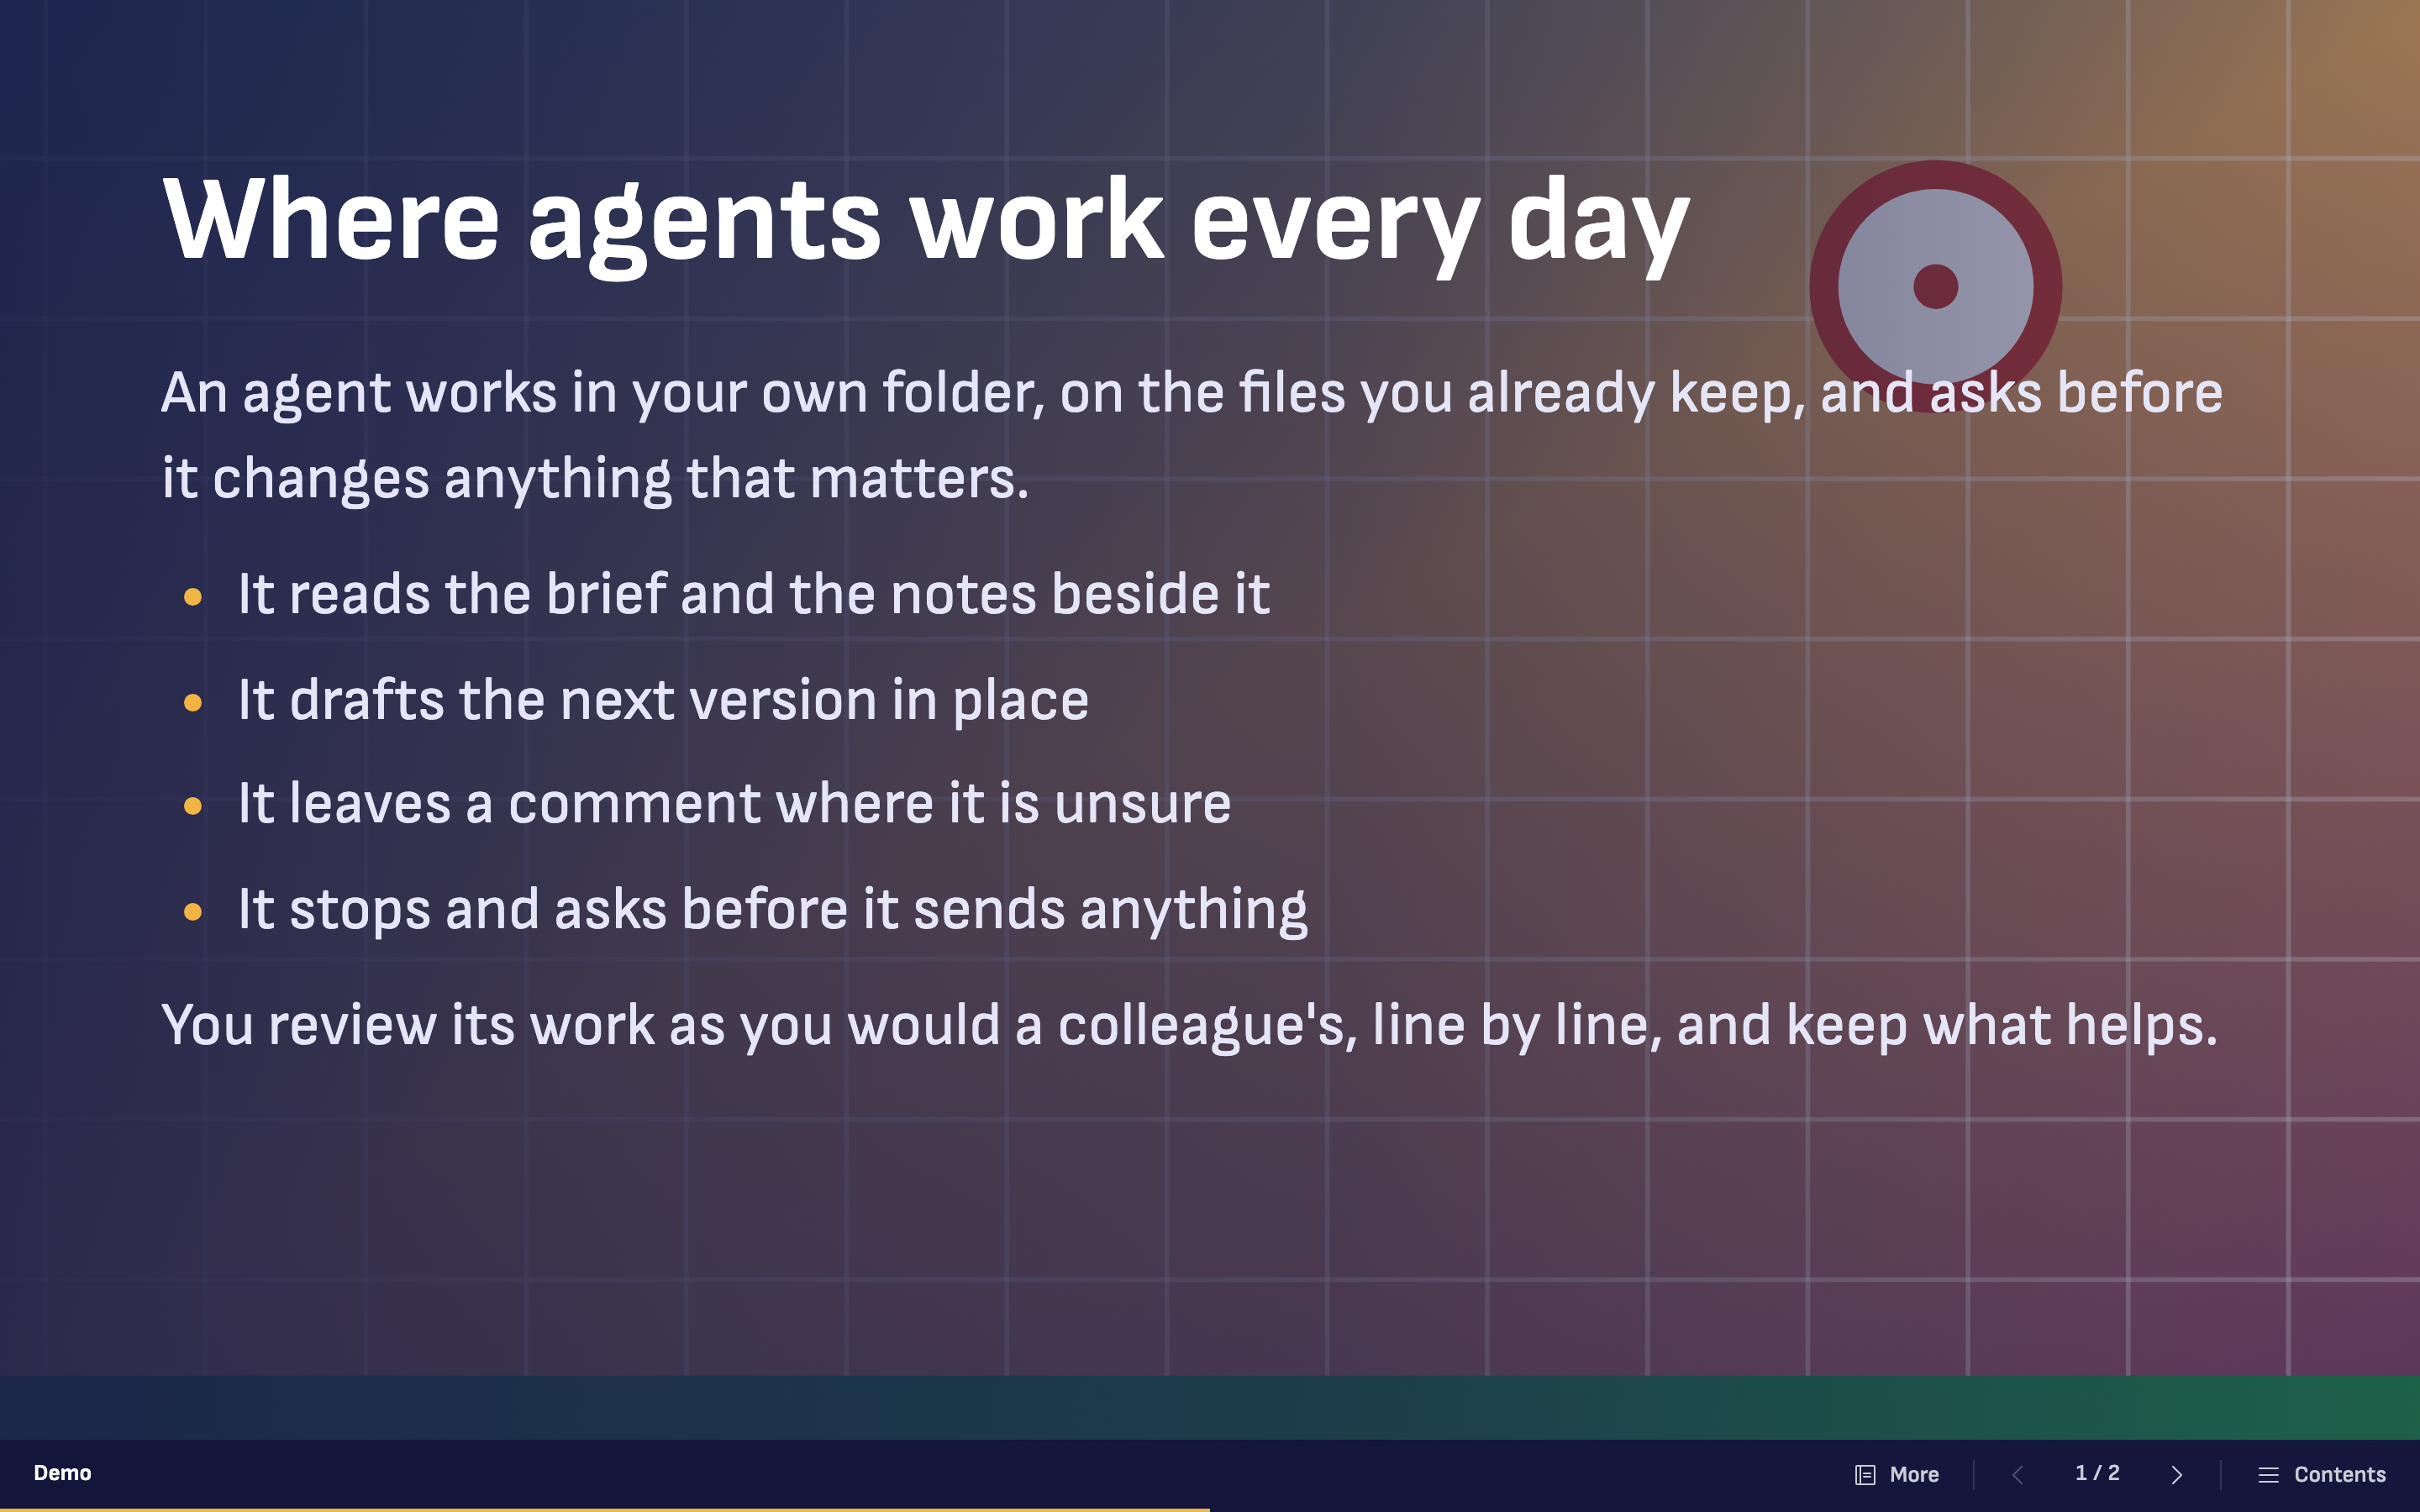 Where agents work every day
An agent works in your own folder, on the files you already keep, and asks before
it changes anything that matters.
It reads the brief and the notes beside it
It drafts the next version in place
It leaves a comment where it is unsure
It stops and asks before it sends anything
You review its work as you would a colleague's, line by line, and keep what helps.
Demo
More
1 / 2
Contents